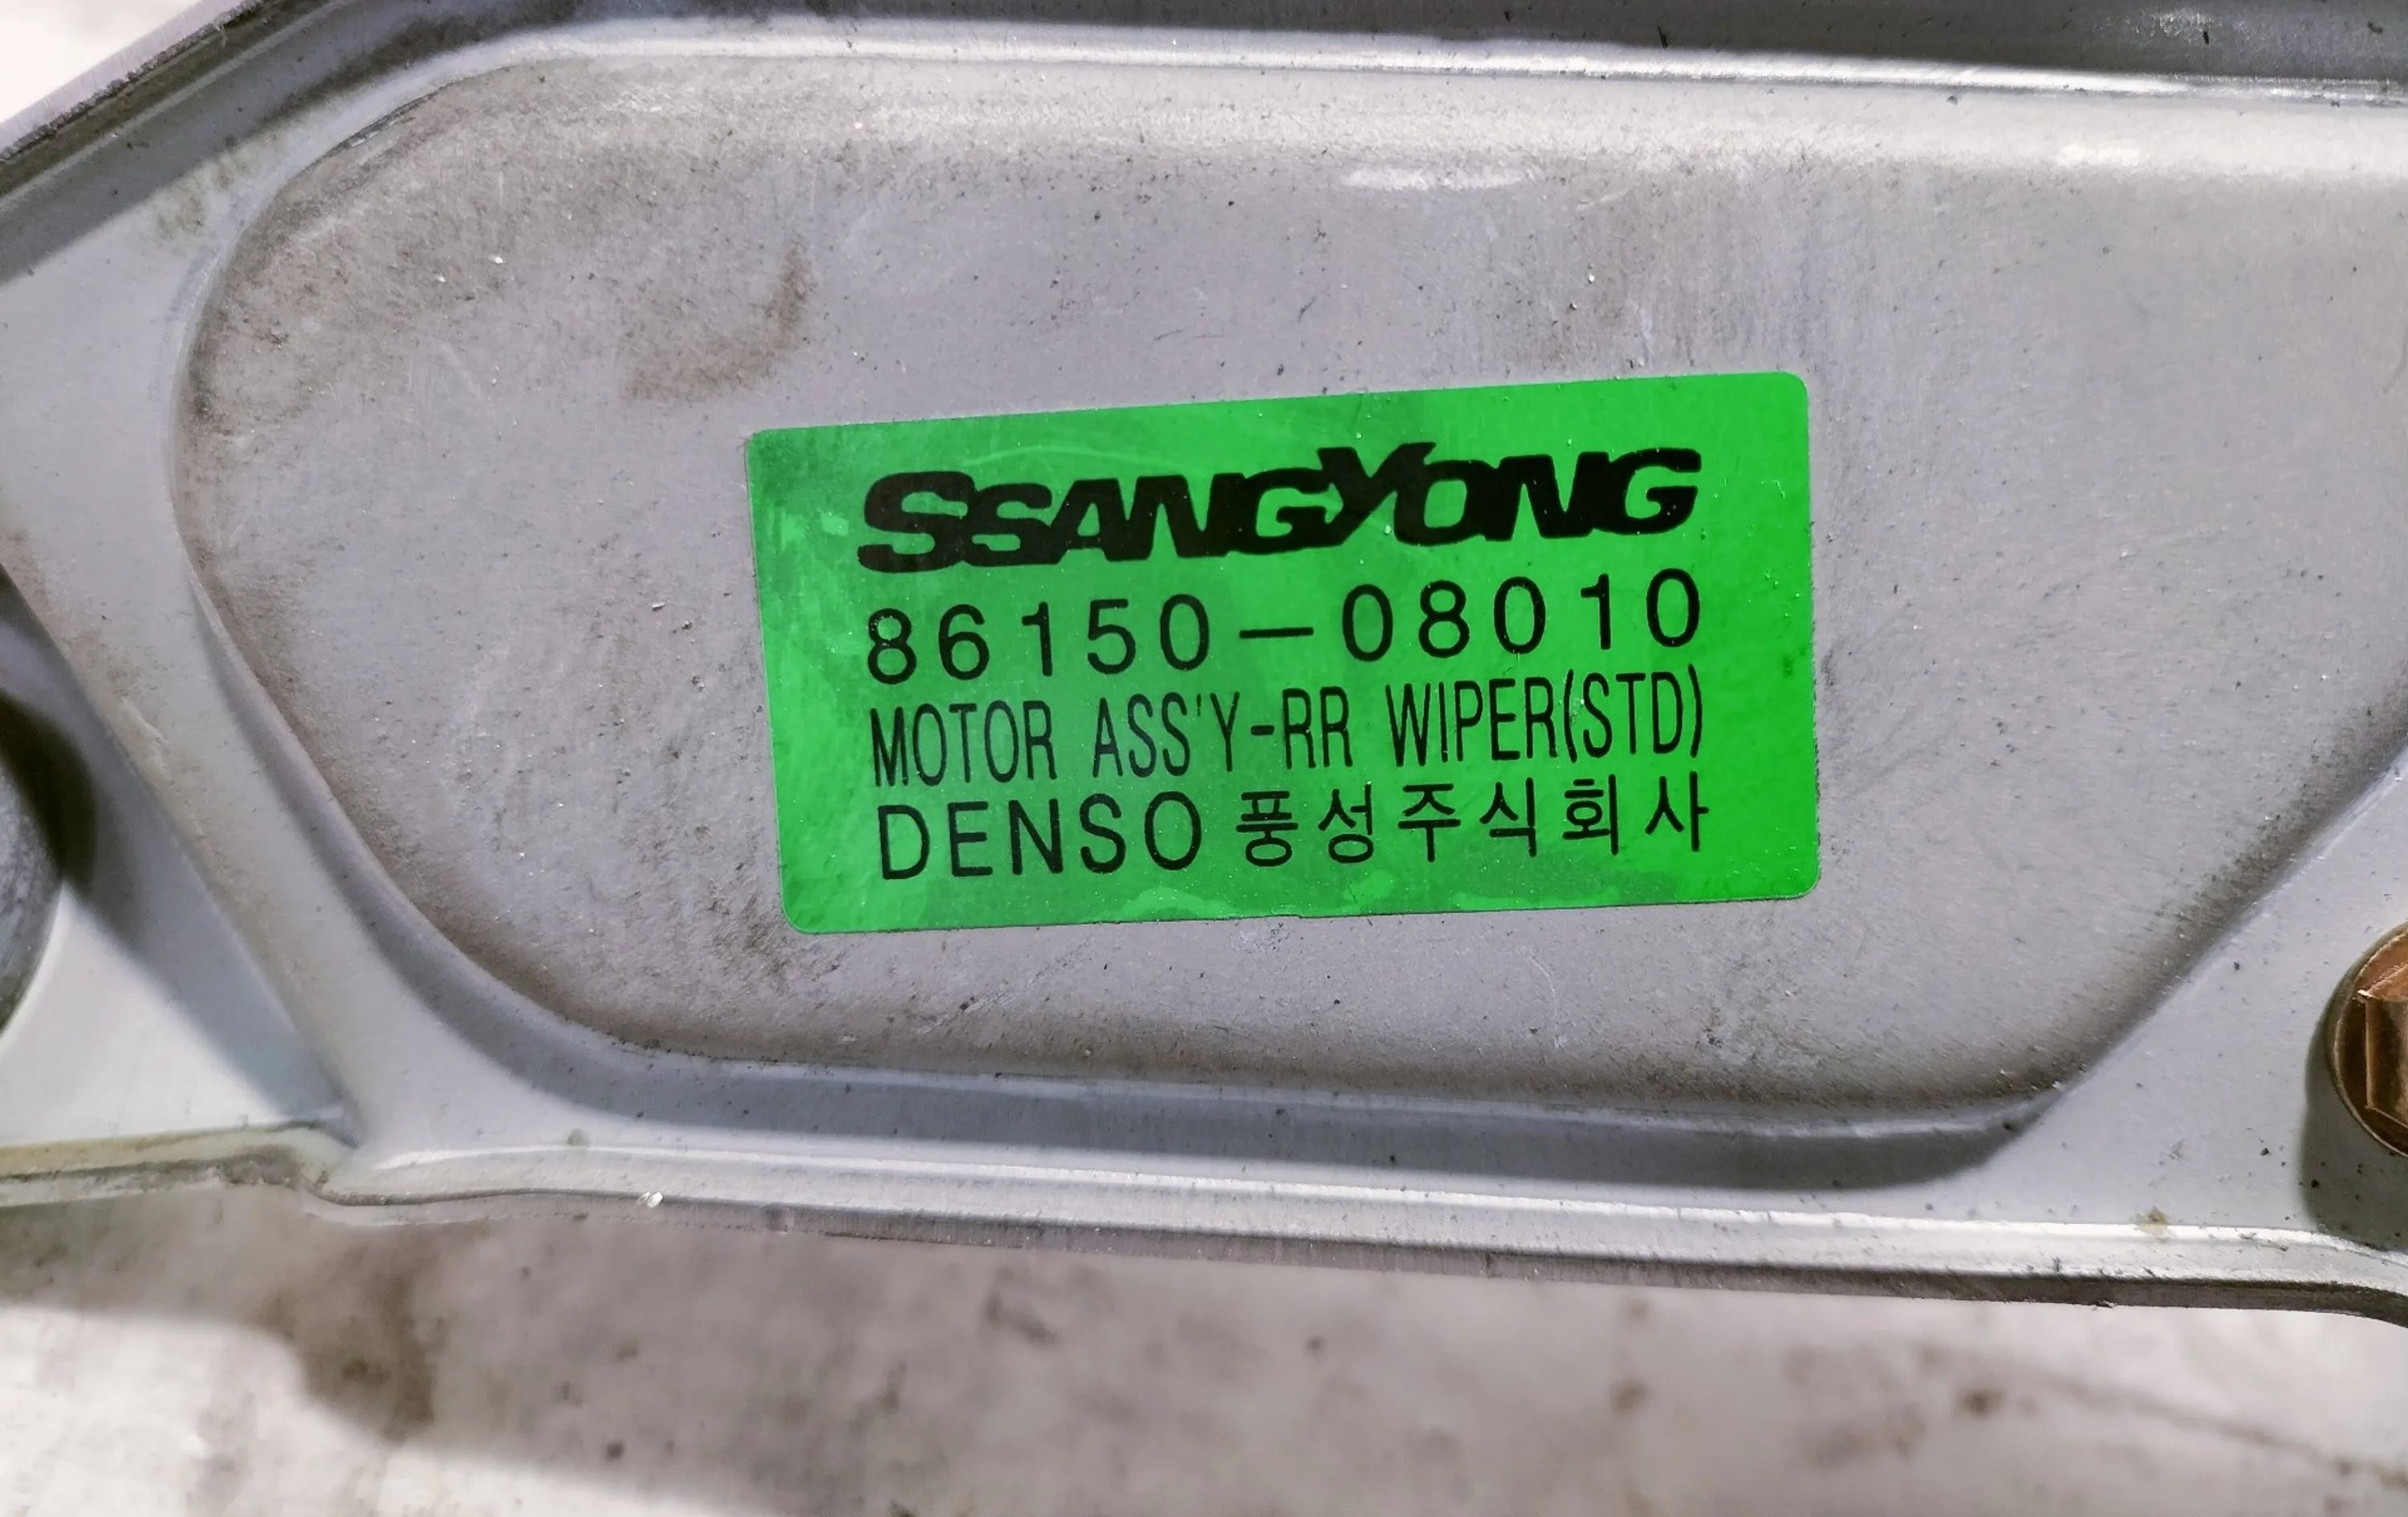 SSANGYONG
86150-08010
MOTOR ASS'Y-RR WIPER(STD)
DENSO 풍성주식회사